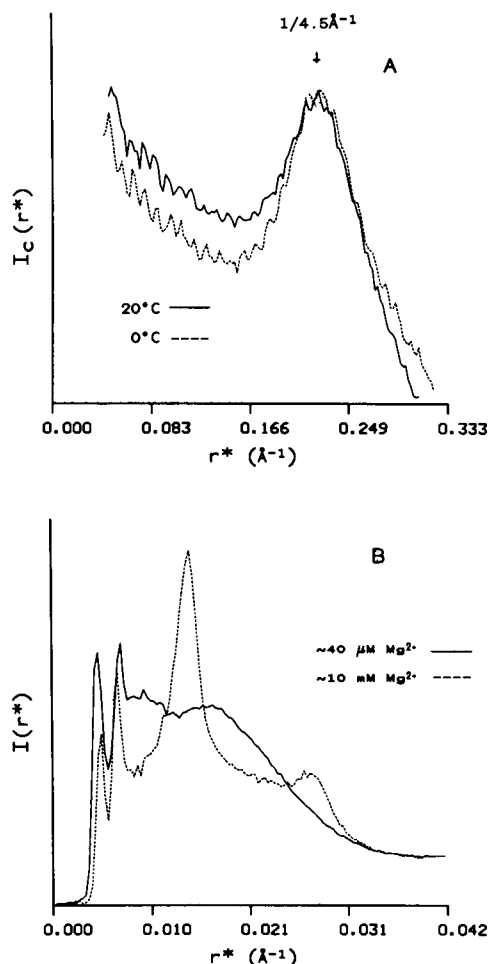 1/4.5Å⁻¹
↓
A
I_c(r*)
20°C
0°C
0.000 0.083 0.166 0.249 0.333
r* (Å⁻¹)
B
~40 μM Mg²⁺
~10 mM Mg²⁺
I(r*)
0.000 0.010 0.021 0.031 0.042
r* (Å⁻¹)